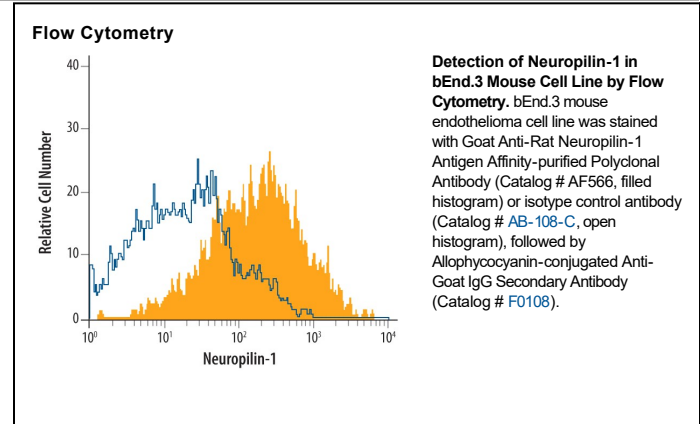 Flow Cytometry
40
30
20
10
0
Relative Cell Number
10⁰
10¹
10²
10³
10⁴
Neuropilin-1
Detection of Neuropilin-1 in
bEnd.3 Mouse Cell Line by Flow
Cytometry. bEnd.3 mouse
endothelioma cell line was stained
with Goat Anti-Rat Neuropilin-1
Antigen Affinity-purified Polyclonal
Antibody (Catalog # AF566, filled
histogram) or isotype control antibody
(Catalog # AB-108-C, open
histogram), followed by
Allophycocyanin-conjugated Anti-
Goat IgG Secondary Antibody
(Catalog # F0108).